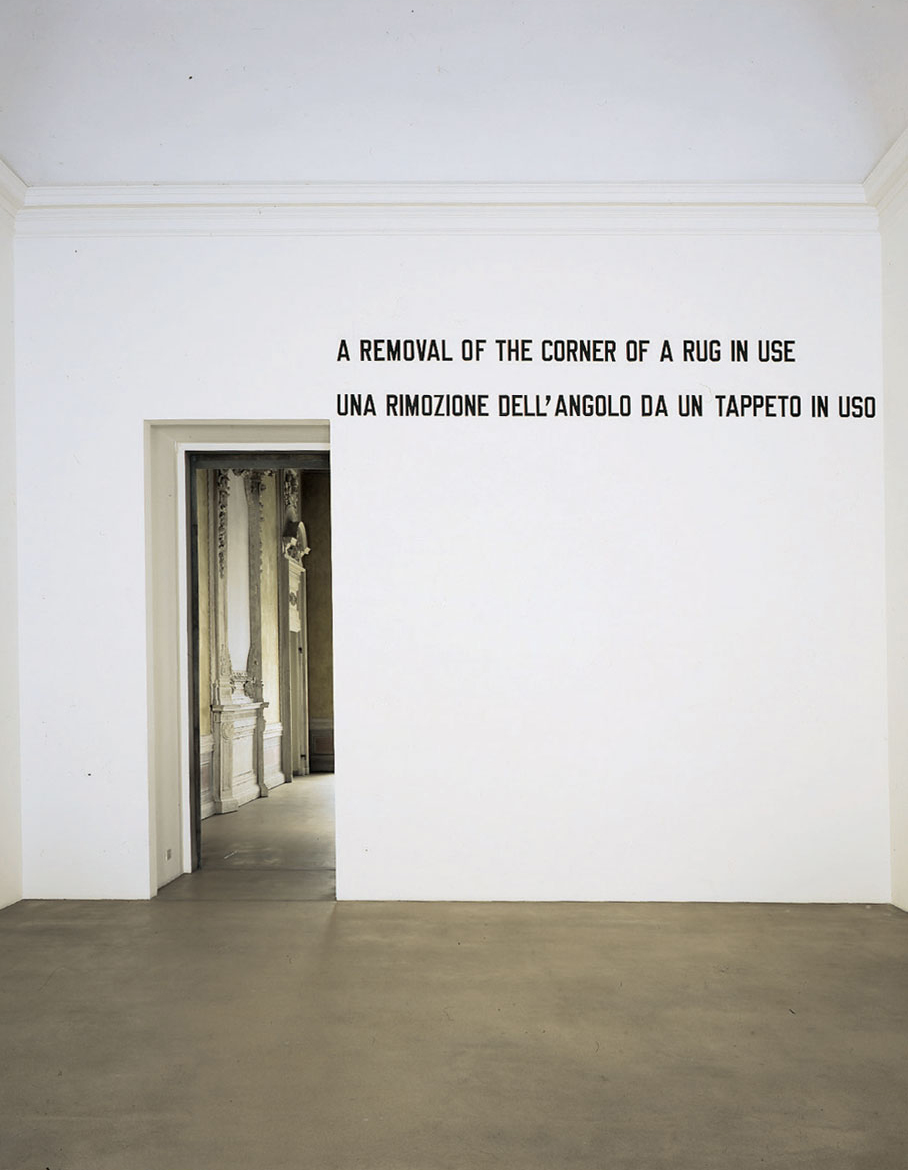 A REMOVAL OF THE CORNER OF A RUG IN USE
UNA RIMOZIONE DELL'ANGOLO DA UN TAPPETO IN USO